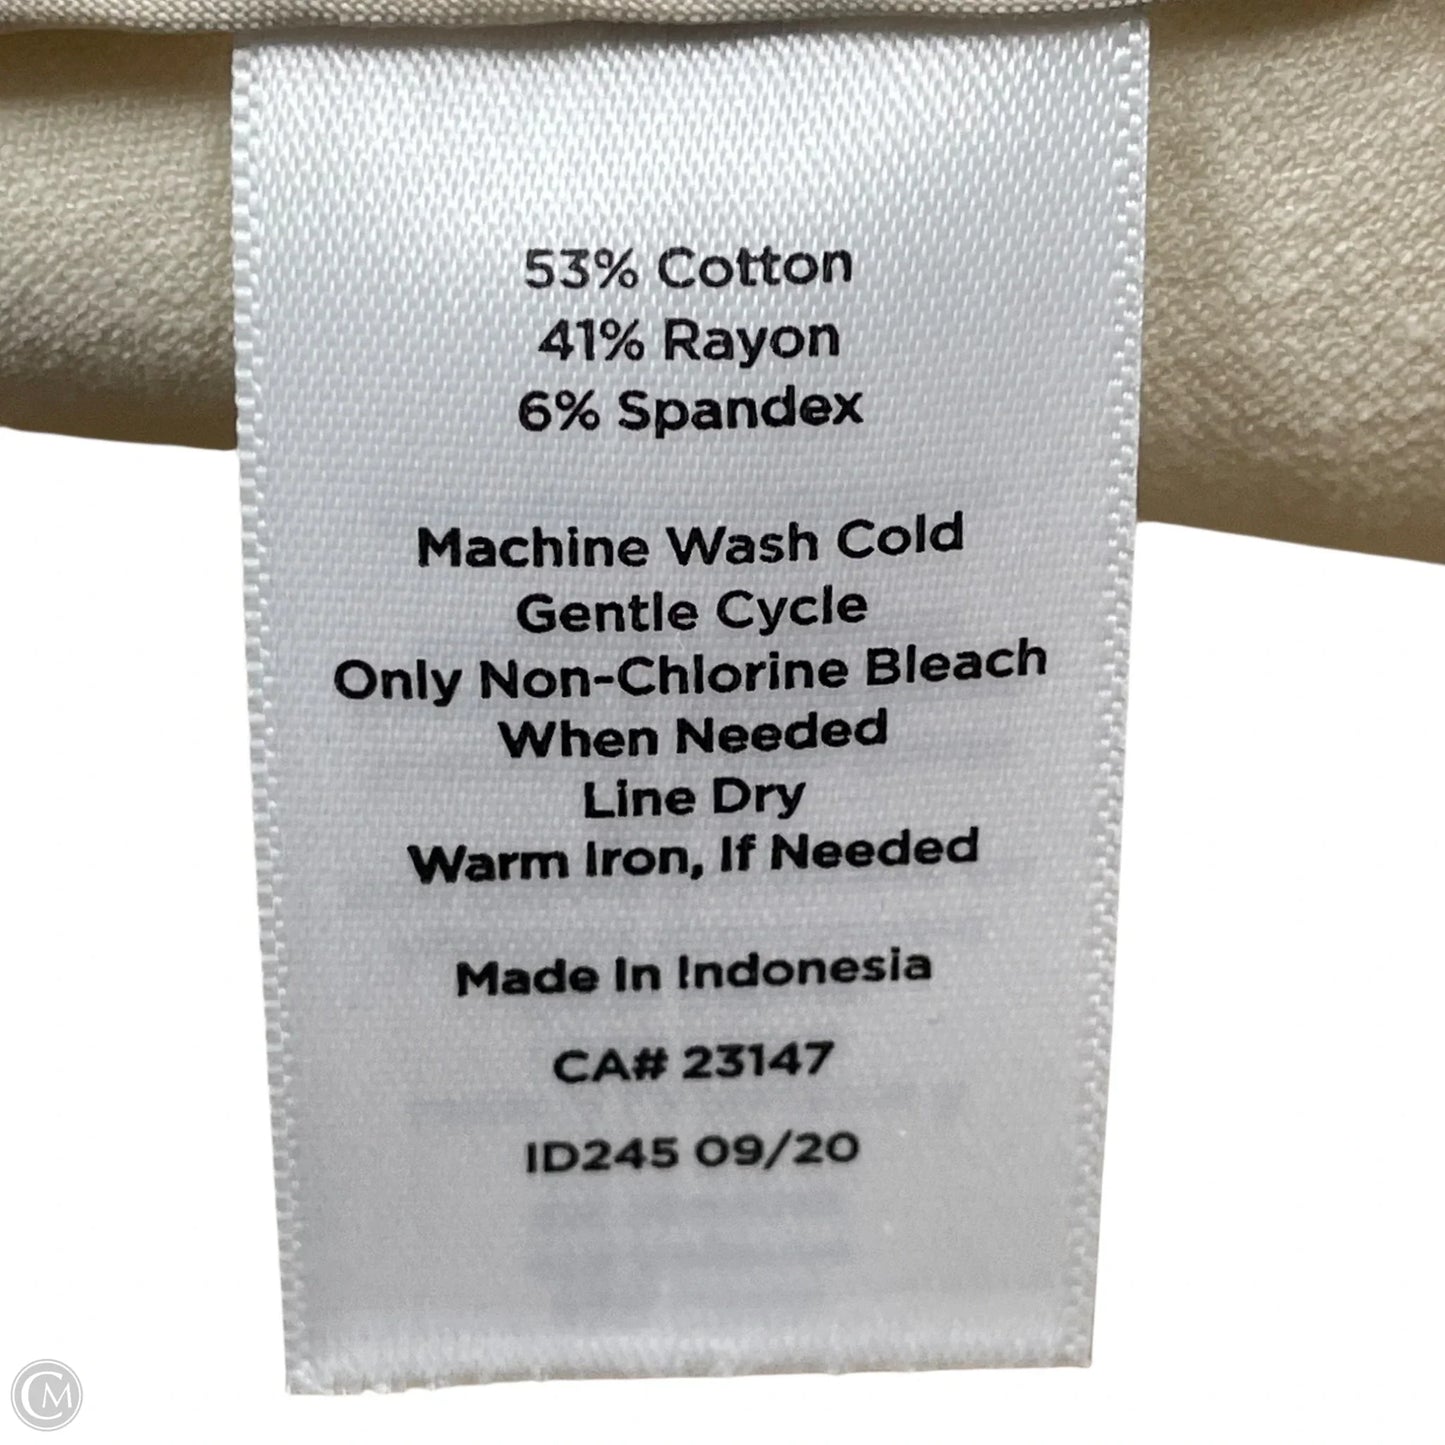 53% Cotton
41% Rayon
6% Spandex
Machine Wash Cold
Gentle Cycle
Only Non-Chlorine Bleach
When Needed
Line Dry
Warm Iron, If Needed
Made In Indonesia
CA# 23147
ID245 09/20
CM